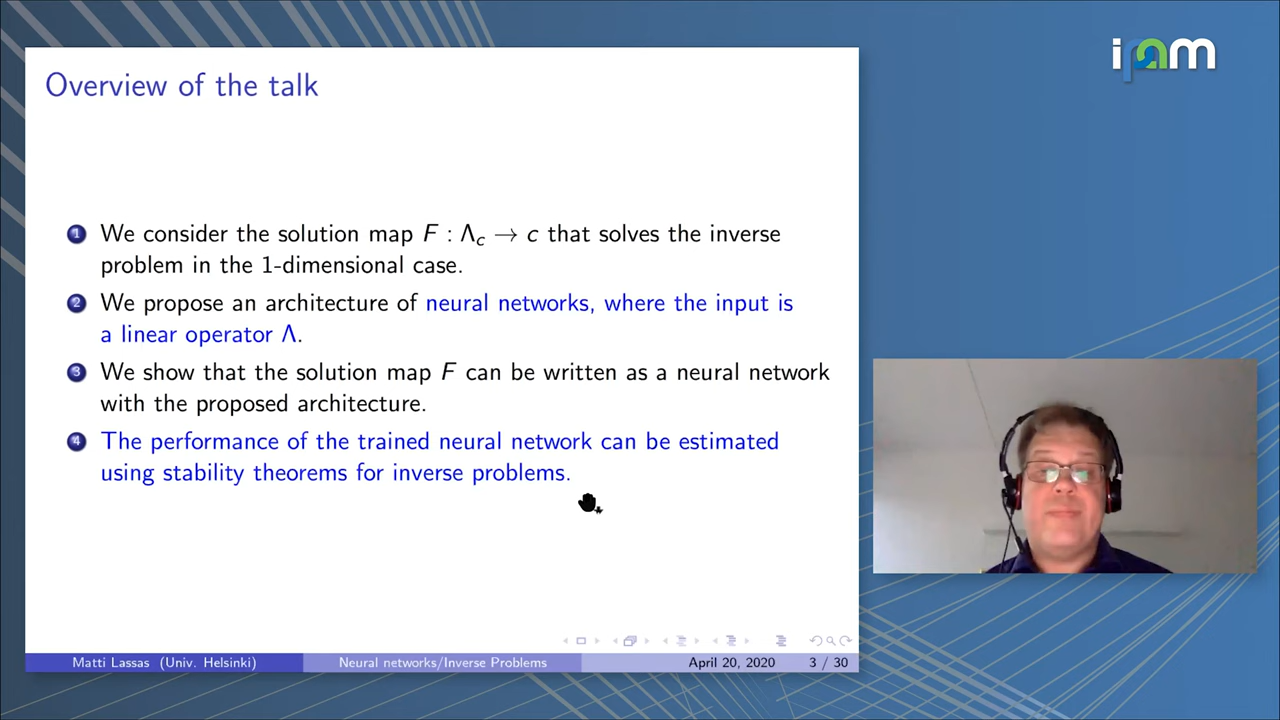 ipam
Overview of the talk
1 We consider the solution map F : Λc → c that solves the inverse
problem in the 1-dimensional case.
2 We propose an architecture of neural networks, where the input is
a linear operator Λ.
3 We show that the solution map F can be written as a neural network
with the proposed architecture.
4 The performance of the trained neural network can be estimated
using stability theorems for inverse problems.
Matti Lassas (Univ. Helsinki) Neural networks/Inverse Problems April 20, 2020 3 / 30